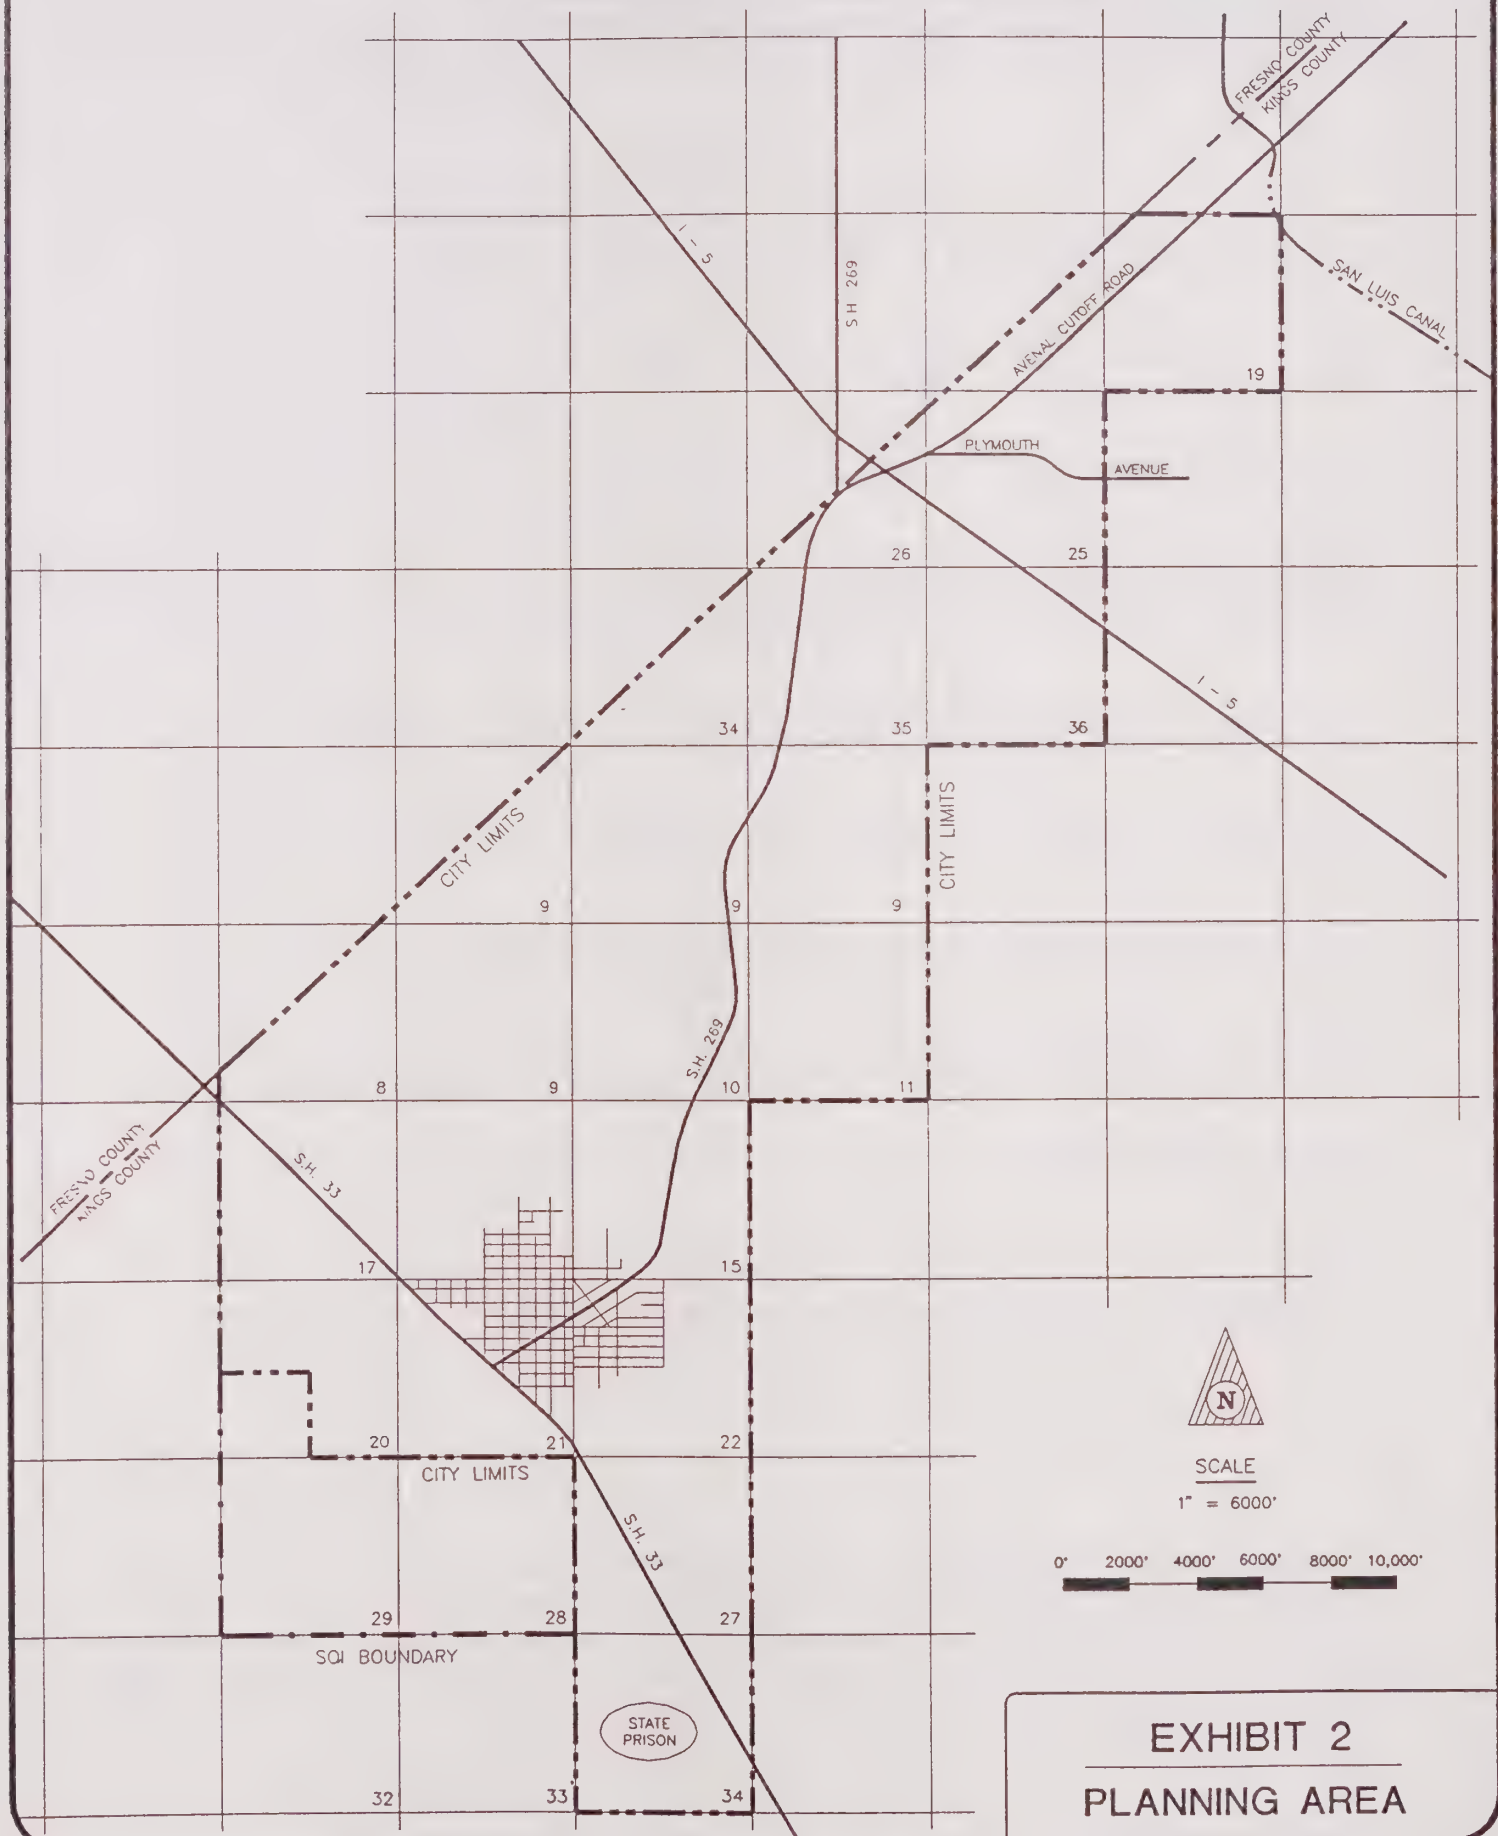 FRESNO COUNTY
KINGS COUNTY
I - 5
SH 269
AVENAL CUTOFF ROAD
SAN LUIS CANAL
19
PLYMOUTH
AVENUE
26
25
I - 5
34
35
36
CITY LIMITS
CITY LIMITS
9
9
9
S.H. 269
8
9
10
11
FRESNO COUNTY
KINGS COUNTY
S.H. 33
17
15
N
20
21
22
CITY LIMITS
SCALE
1" = 6000'
S.H. 33
0' 2000' 4000' 6000' 8000' 10,000'
29
28
27
SOI BOUNDARY
STATE
PRISON
EXHIBIT 2
PLANNING AREA
32
33
34